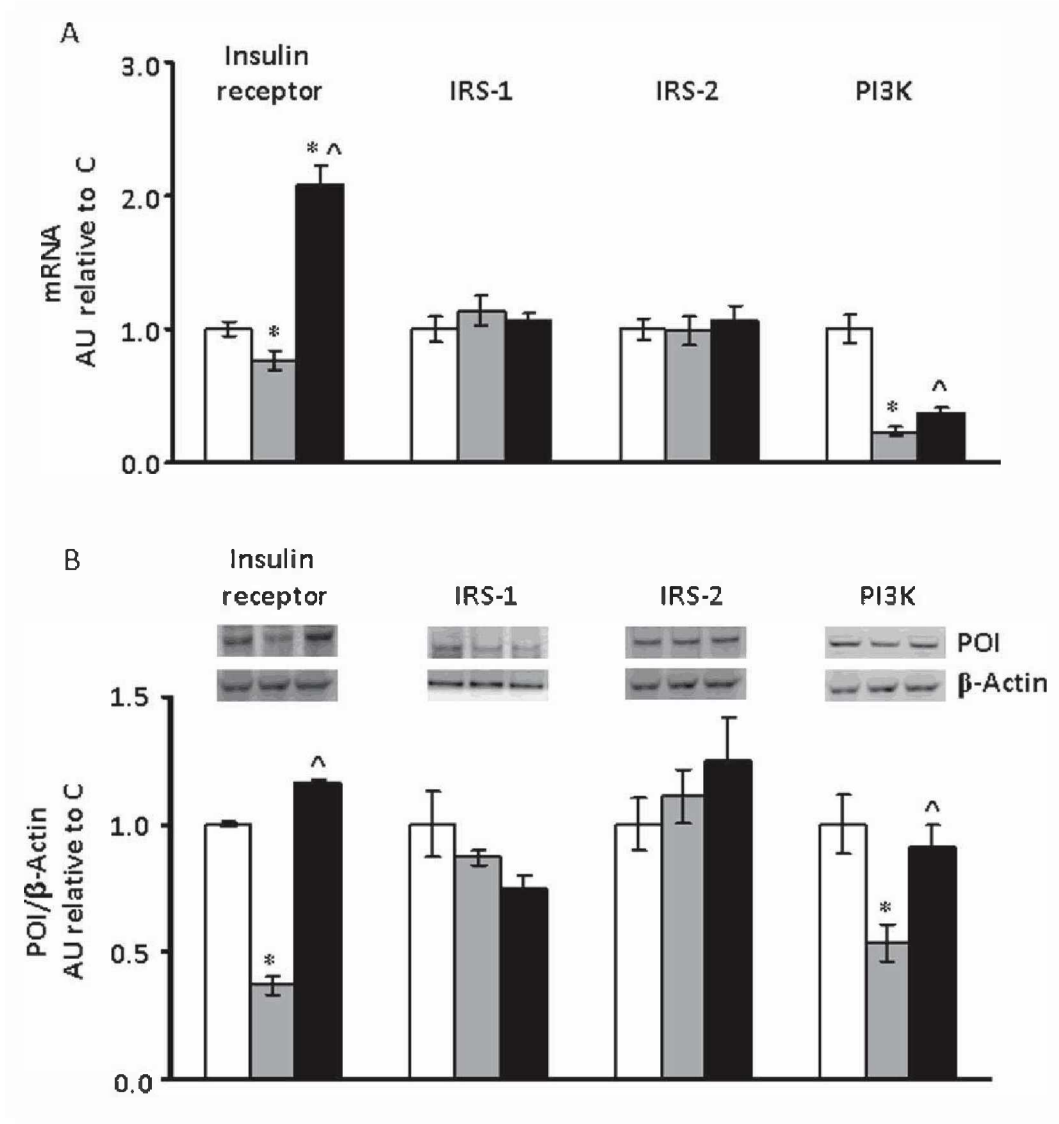 A
Insulin
receptor
IRS-1
IRS-2
PI3K
mRNA
AU relative to C
3.0
2.0
1.0
0.0
* ^
*
*
^
B
Insulin
receptor
IRS-1
IRS-2
PI3K
POI
β-Actin
POI/β-Actin
AU relative to C
1.5
1.0
0.5
0.0
^
*
^
*